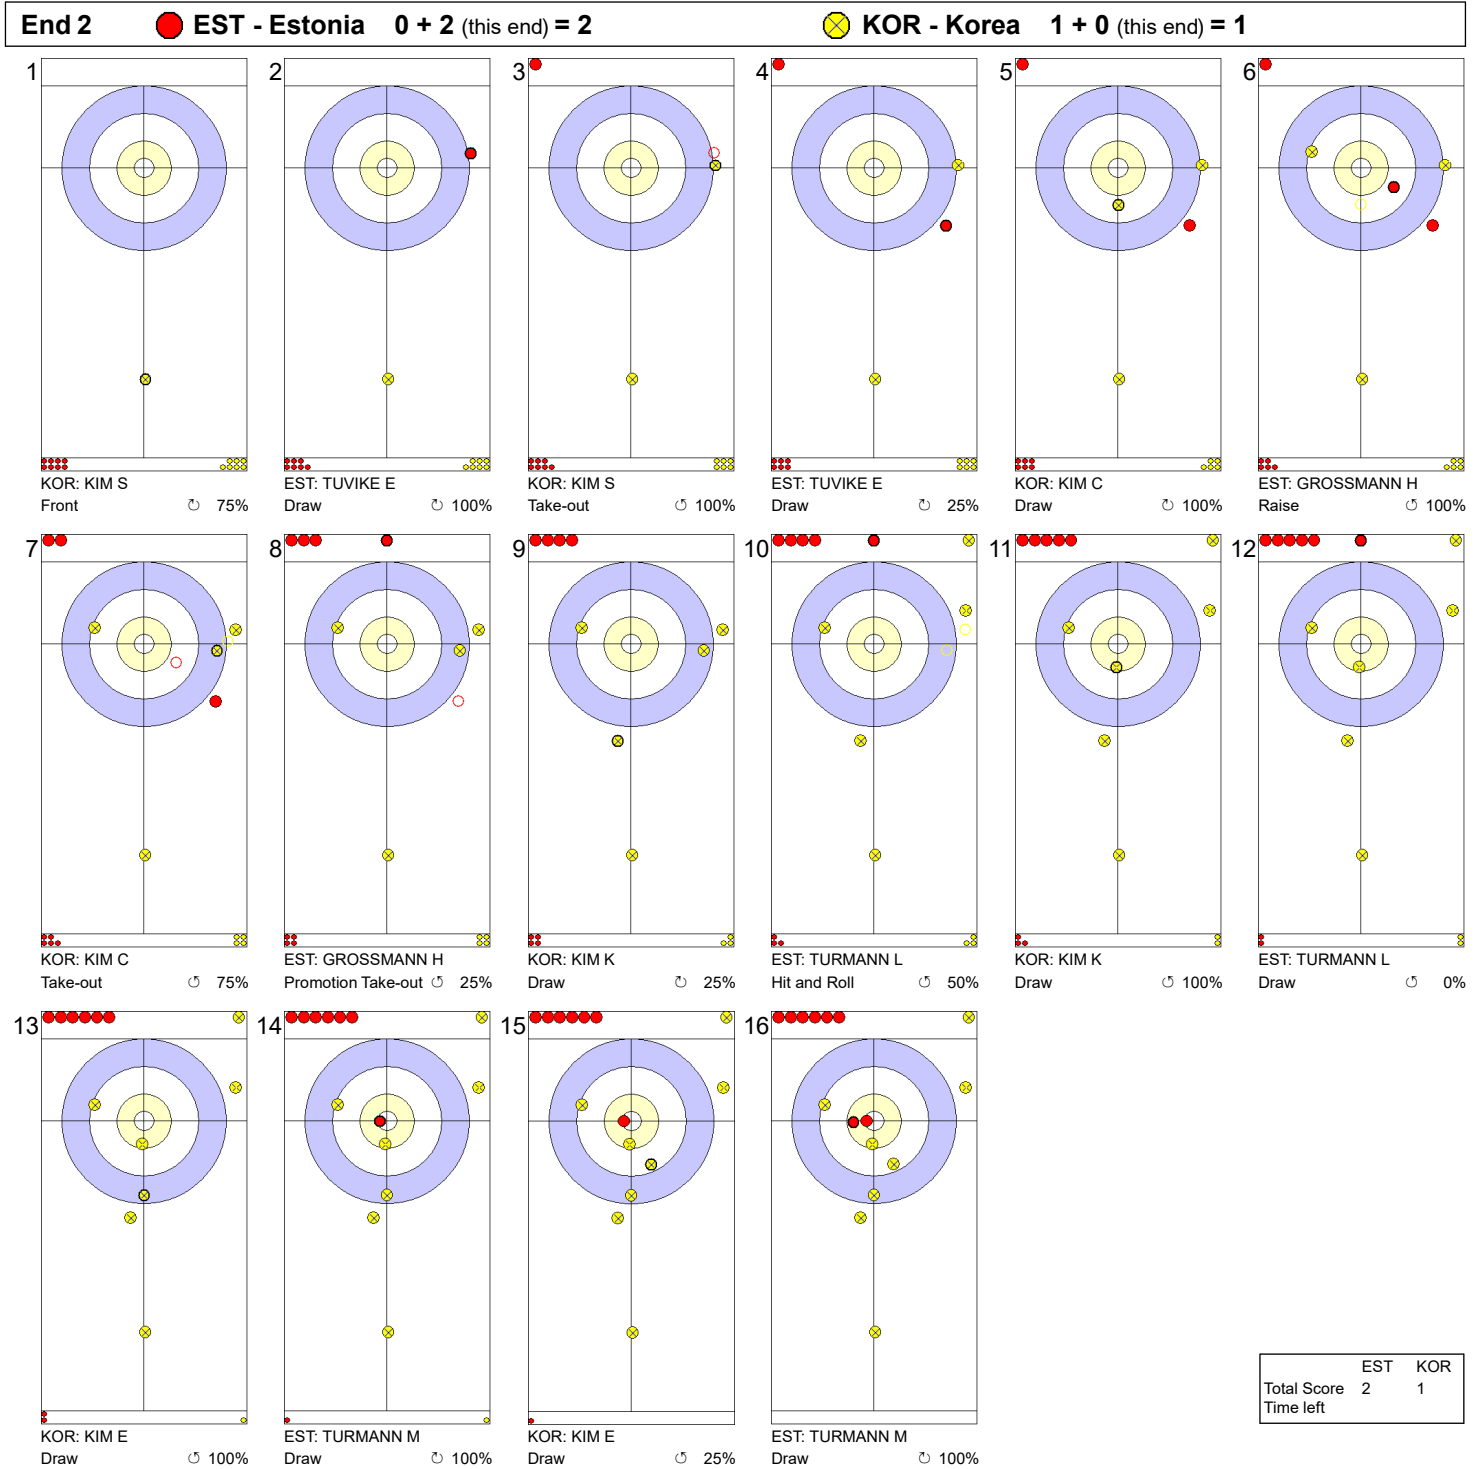 End 2 EST - Estonia 0 + 2 (this end) = 2 KOR - Korea 1 + 0 (this end) = 1
1 2 3 4 5 6
KOR: KIM S EST: TUVIKE E KOR: KIM S EST: TUVIKE E KOR: KIM C EST: GROSSMANN H
Front ↻ 75% Draw ↻ 100% Take-out ↺ 100% Draw ↻ 25% Draw ↺ 100% Raise ↺ 100%
7 8 9 10 11 12
KOR: KIM C EST: GROSSMANN H KOR: KIM K EST: TURMANN L KOR: KIM K EST: TURMANN L
Take-out ↺ 75% Promotion Take-out ↺ 25% Draw ↻ 25% Hit and Roll ↺ 50% Draw ↺ 100% Draw ↺ 0%
13 14 15 16
KOR: KIM E EST: TURMANN M KOR: KIM E EST: TURMANN M
Draw ↺ 100% Draw ↻ 100% Draw ↺ 25% Draw ↺ 100%
EST KOR
Total Score 2 1
Time left